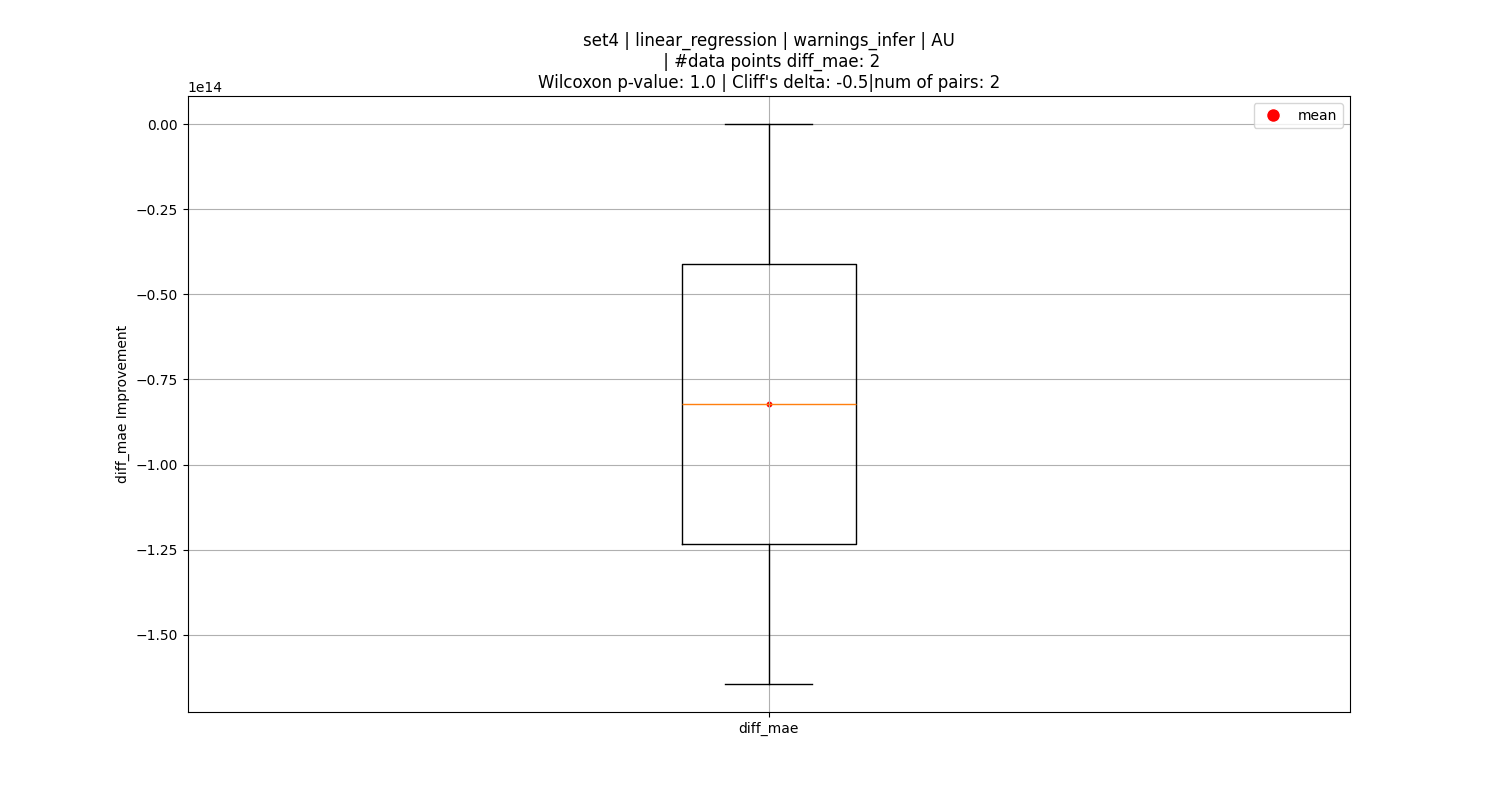 set4 | linear_regression | warnings_infer | AU
| #data points diff_mae: 2
Wilcoxon p-value: 1.0 | Cliff's delta: -0.5|num of pairs: 2
1e14
mean
0.00
−0.25
−0.50
−0.75
−1.00
−1.25
−1.50
diff_mae Improvement
diff_mae